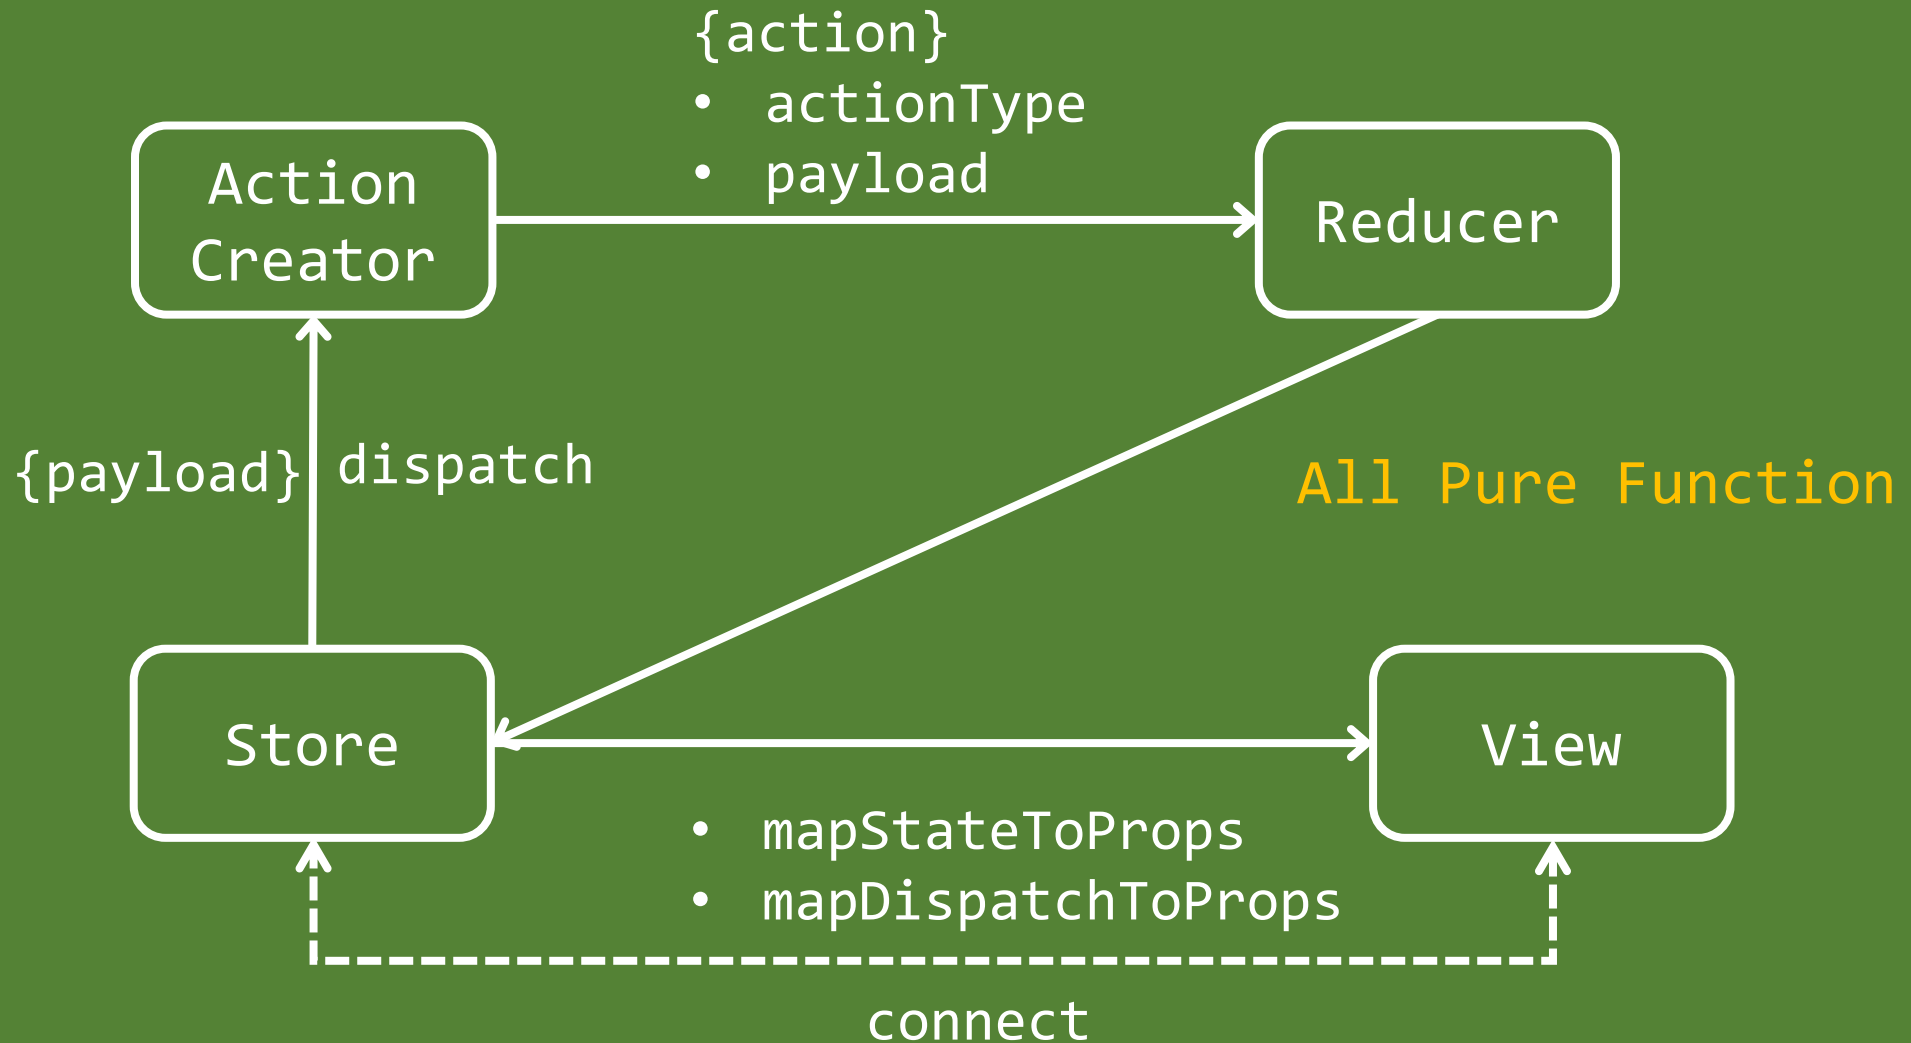 {action}
• actionType
• payload
Action
Creator
Reducer
{payload}
dispatch
All Pure Function
Store
View
• mapStateToProps
• mapDispatchToProps
connect